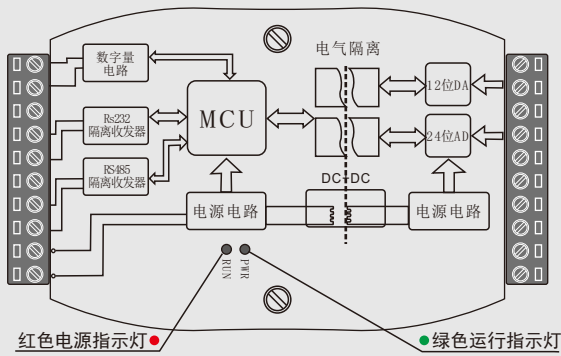 电气隔离
数字量
电路
12位DA
Rs232
隔离收发器
MCU
24位AD
RS485
隔离收发器
DC-DC
电源电路
电源电路
RUN
PWR
红色电源指示灯
绿色运行指示灯